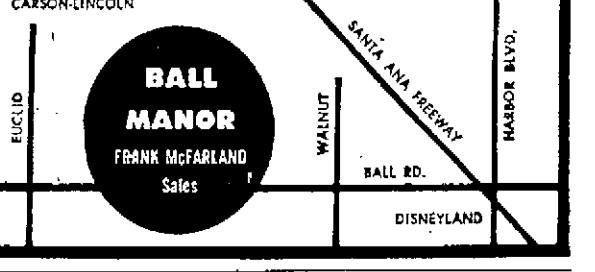 CARSON-LINCOLN
EUCLID
BALL
MANOR
FRANK McFARLAND
Sales
WALNUT
SANTA ANA FREEWAY
HARBOR BLVD.
BALL RD.
DISNEYLAND